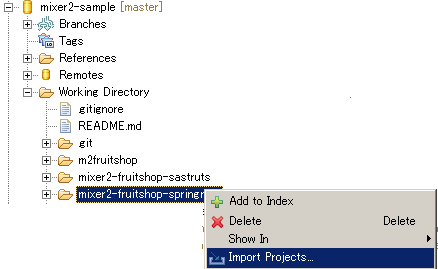 mixer2-sample [master]
Branches
Tags
References
Remotes
Working Directory
gitignore
README.md
git
m2fruitshop
mixer2-fruitshop-sastruts
mixer2-fruitshop-spring
Add to Index
Delete Delete
Show In
Import Projects...